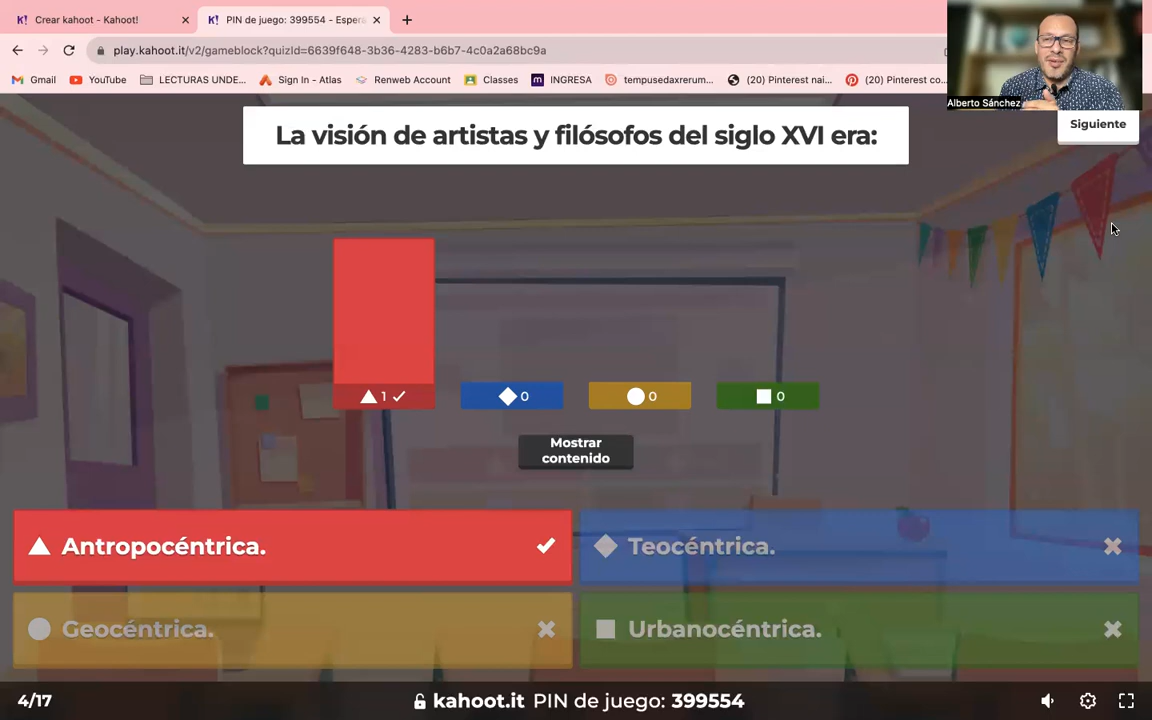 Crear kahoot - Kahoot!
PIN de juego: 399554 - Espera
play.kahoot.it/v2/gameblock?quizId=6639f648-3b36-4283-b6b7-4c0a2a68bc9a
Gmail
YouTube
LECTURAS UNDE...
Sign In - Atlas
Renweb Account
Classes
INGRESA
tempusedaxrerum...
(20) Pinterest nai...
(20) Pinterest co...
Alberto Sánchez
La visión de artistas y filósofos del siglo XVI era:
Siguiente
1
0
0
0
Mostrar
contenido
Antropocéntrica.
Teocéntrica.
Geocéntrica.
Urbanocéntrica.
4/17
kahoot.it PIN de juego: 399554